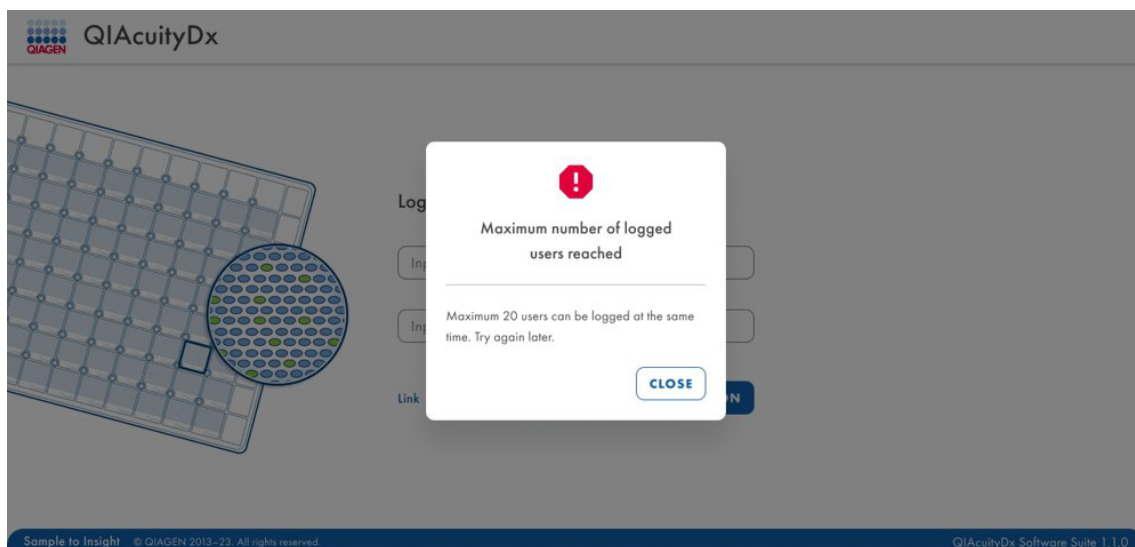 QIAGEN
QIAcuityDx
Log
Maximum number of logged
users reached
Maximum 20 users can be logged at the same
time. Try again later.
CLOSE
Link
Sample to Insight © QIAGEN 2013–23. All rights reserved.
QIAcuityDx Software Suite 1.1.0